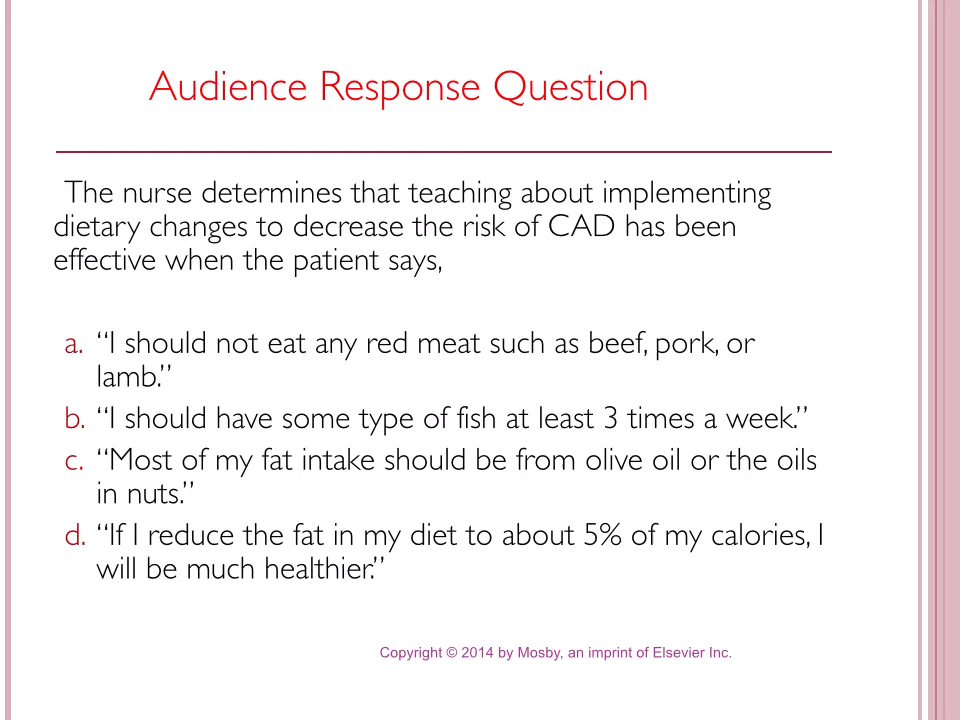 Audience Response Question
The nurse determines that teaching about implementing
dietary changes to decrease the risk of CAD has been
effective when the patient says,
a. “I should not eat any red meat such as beef, pork, or
lamb.”
b. “I should have some type of fish at least 3 times a week.”
c. “Most of my fat intake should be from olive oil or the oils
in nuts.”
d. “If I reduce the fat in my diet to about 5% of my calories, I
will be much healthier.”
Copyright © 2014 by Mosby, an imprint of Elsevier Inc.